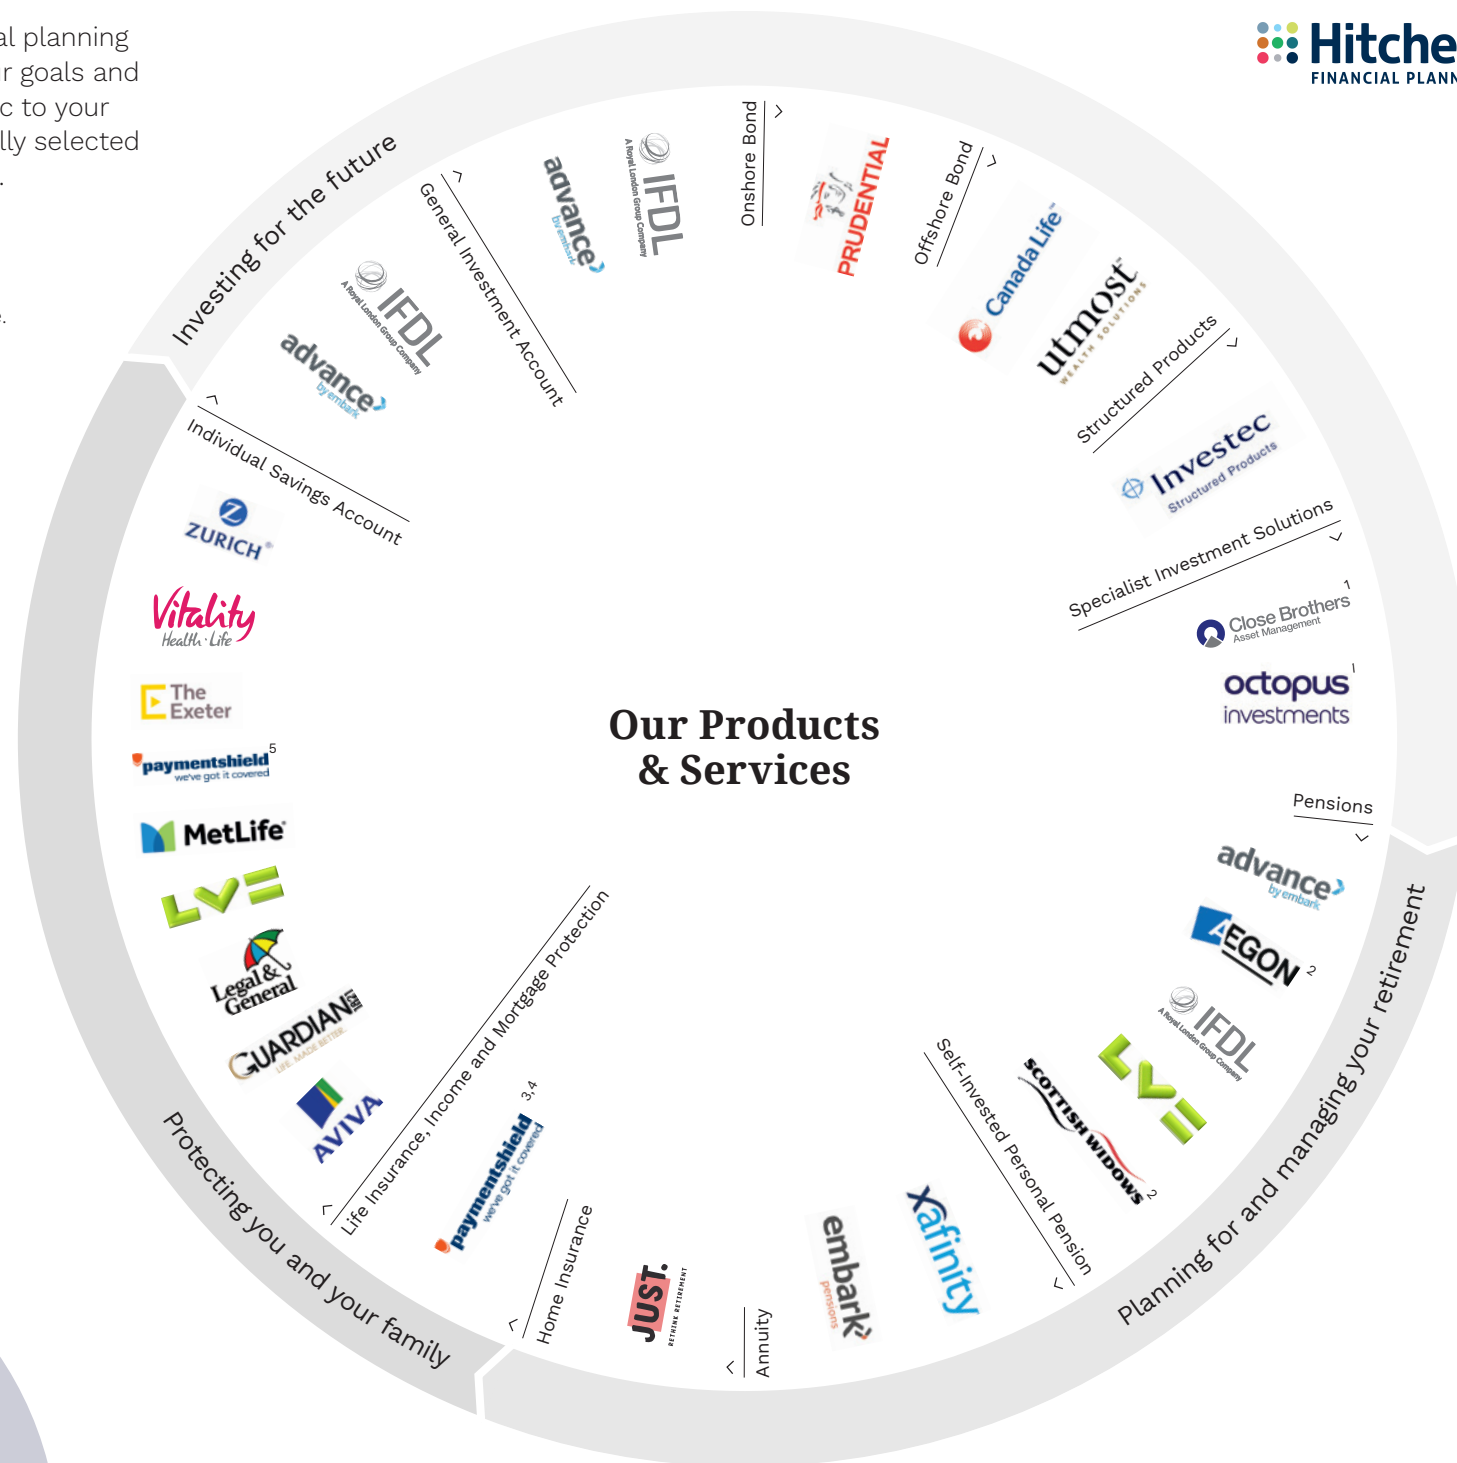 al planning
r goals and
c to your
lly selected
.
e.
Hitche
FINANCIAL PLANN
Our Products
& Services
Investing for the future
Individual Savings Account
advance
by embark
IFDL
A Royal London Group Company
General Investment Account
advance
by embark
IFDL
A Royal London Group Company
Onshore Bond
PRUDENTIAL
Offshore Bond
Canada Life™
utmost™
WEALTH SOLUTIONS
Structured Products
Investec
Structured Products
Specialist Investment Solutions
Close Brothers 1
Asset Management
octopus 1
investments
Planning for and managing your retirement
Pensions
advance
by embark
AEGON 2
IFDL
A Royal London Group Company
LV=
SCOTTISH WIDOWS 2
Self-Invested Personal Pension
Xafinity
embark
pensions
Annuity
JUST.
RETHINK RETIREMENT
Protecting you and your family
Home Insurance
paymentshield 3,4
we've got it covered
Life Insurance, Income and Mortgage Protection
AVIVA
GUARDIAN 1821
LIFE. MADE BETTER.
Legal &
General
LV=
MetLife
paymentshield 5
we've got it covered
The
Exeter
Vitality
Health · Life
Z
ZURICH®